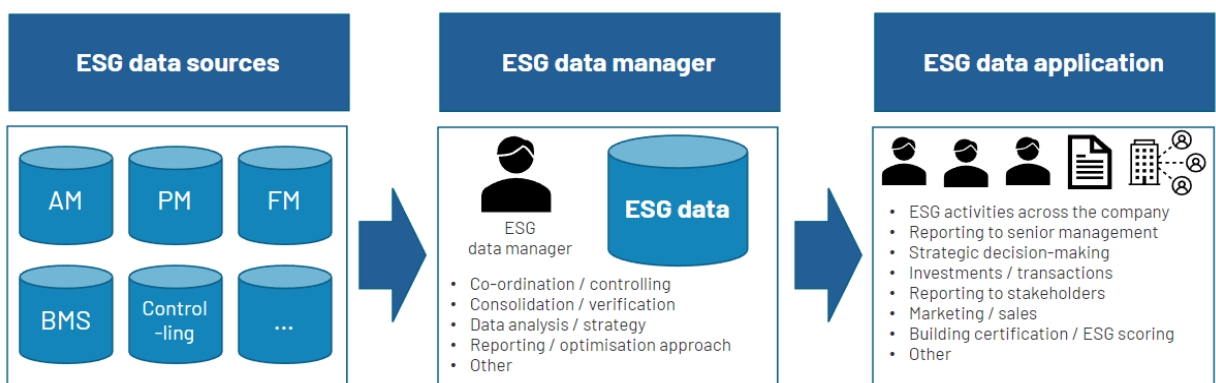 ESG data sources
AM
PM
FM
BMS
Control
-ling
...
ESG data manager
ESG
data manager
ESG data
• Co-ordination / controlling
• Consolidation / verification
• Data analysis / strategy
• Reporting / optimisation approach
• Other
ESG data application
• ESG activities across the company
• Reporting to senior management
• Strategic decision-making
• Investments / transactions
• Reporting to stakeholders
• Marketing / sales
• Building certification / ESG scoring
• Other